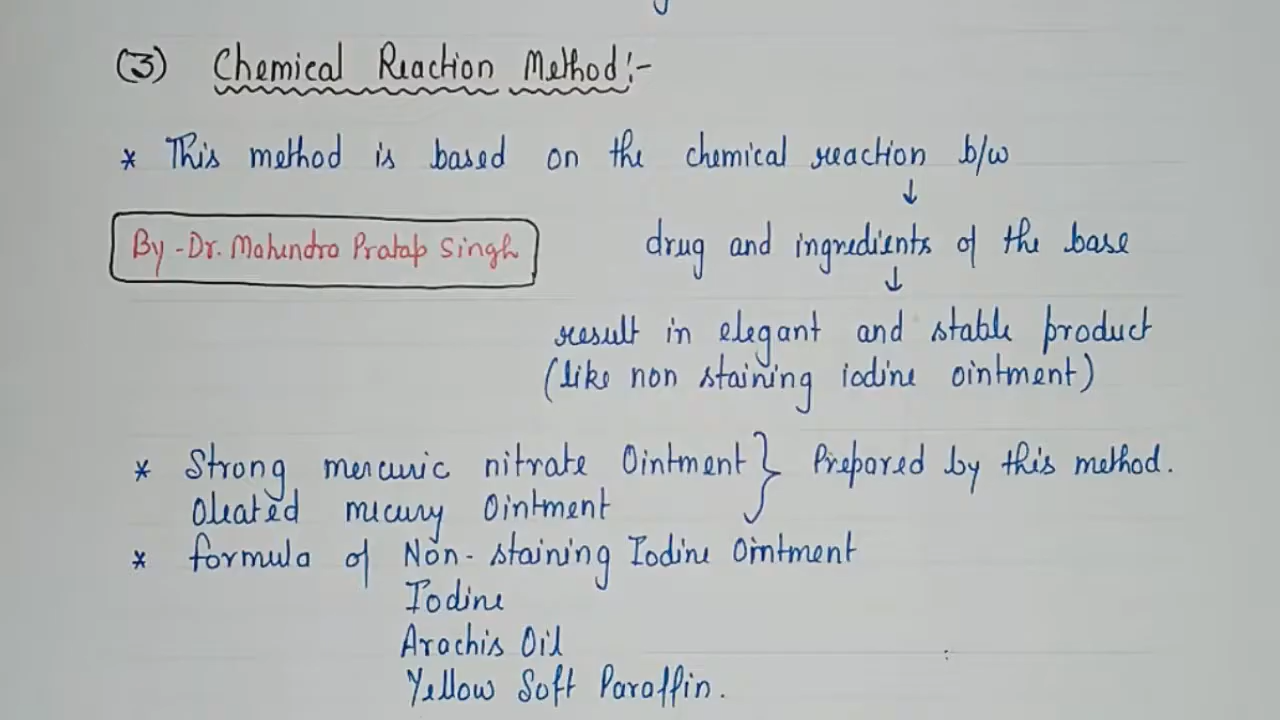 (3) Chemical Reaction Method:-
* This method is based on the chemical reaction b/w
↓
By - Dr. Mahendra Pratap Singh
drug and ingredients of the base
↓
result in elegant and stable product
(like non staining iodine ointment)
* Strong mercuric nitrate Ointment } Prepared by this method.
Oleated mecury Ointment
* formula of Non-staining Iodine Ointment
Iodine
Arachis Oil
Yellow Soft Paraffin.